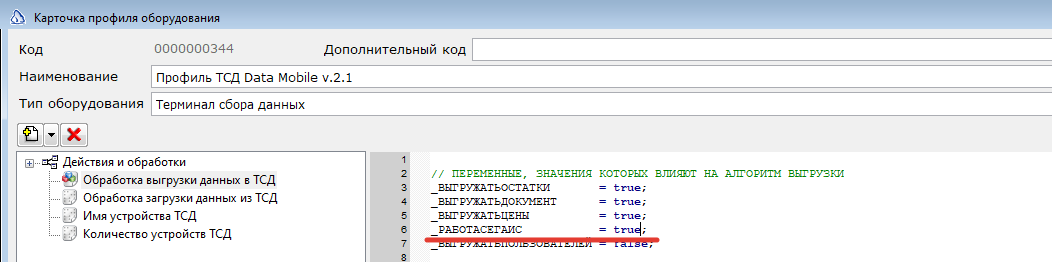 Карточка профиля оборудования
Код 0000000344 Дополнительный код
Наименование Профиль ТСД Data Mobile v.2.1
Тип оборудования Терминал сбора данных
Действия и обработки
Обработка выгрузки данных в ТСД
Обработка загрузки данных из ТСД
Имя устройства ТСД
Количество устройств ТСД
1
2 // ПЕРЕМЕННЫЕ, ЗНАЧЕНИЯ КОТОРЫХ ВЛИЯЮТ НА АЛГОРИТМ ВЫГРУЗКИ
3 _ВЫГРУЖАТЬОСТАТКИ = true;
4 _ВЫГРУЖАТЬДОКУМЕНТ = true;
5 _ВЫГРУЖАТЬЦЕНЫ = true;
6 _РАБОТАСЕГАИС = true;
7 _ВЫГРУЖАТЬПОЛЬЗОВАТЕЛЕЙ = false;
8